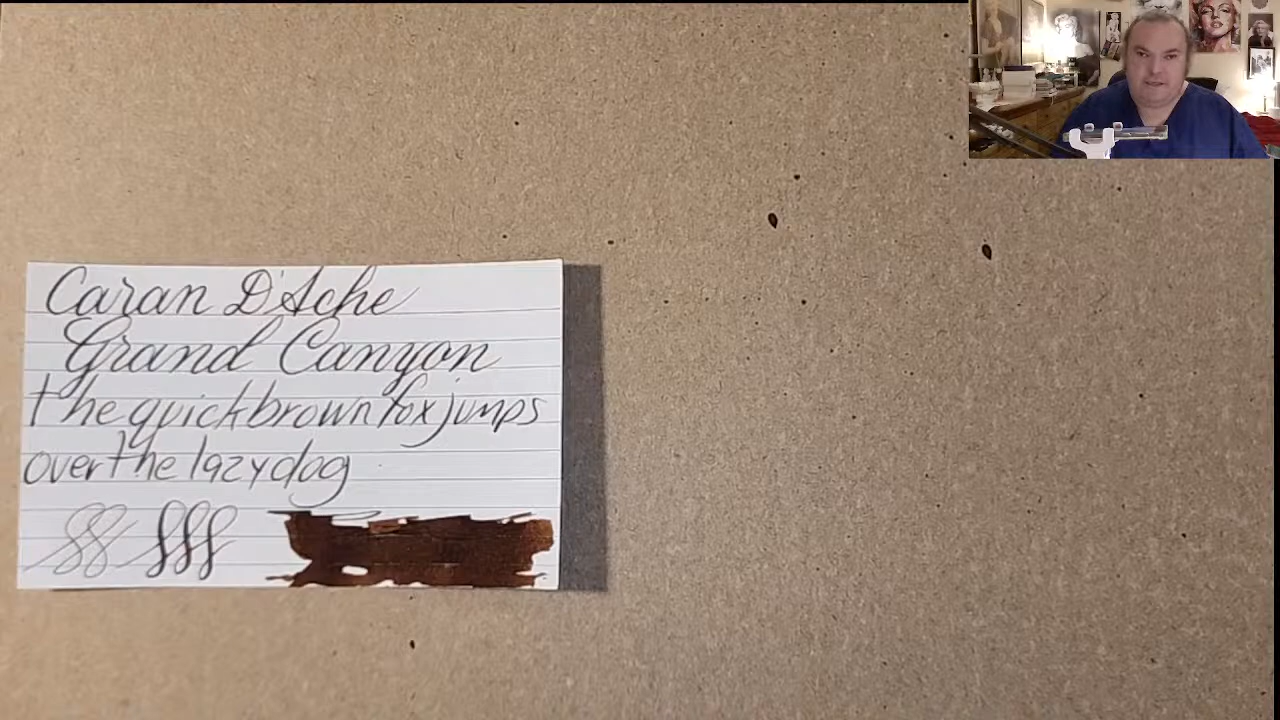 Caran D'Ache
Grand Canyon
the quick brown fox jumps
over the lazy dog